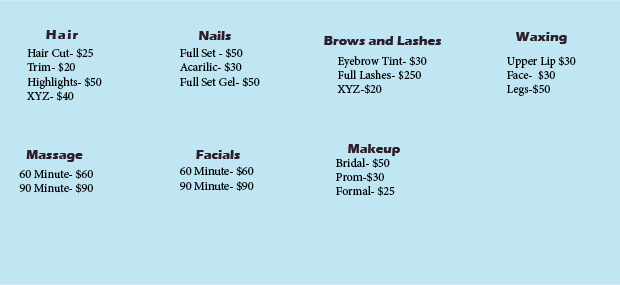 Hair
Hair Cut- $25
Trim- $20
Highlights- $50
XYZ- $40
Nails
Full Set - $50
Acarilic- $30
Full Set Gel- $50
Brows and Lashes
Eyebrow Tint- $30
Full Lashes- $250
XYZ-$20
Waxing
Upper Lip $30
Face-  $30
Legs-$50
Massage
60 Minute- $60
90 Minute- $90
Facials
60 Minute- $60
90 Minute- $90
Makeup
Bridal- $50
Prom-$30
Formal- $25